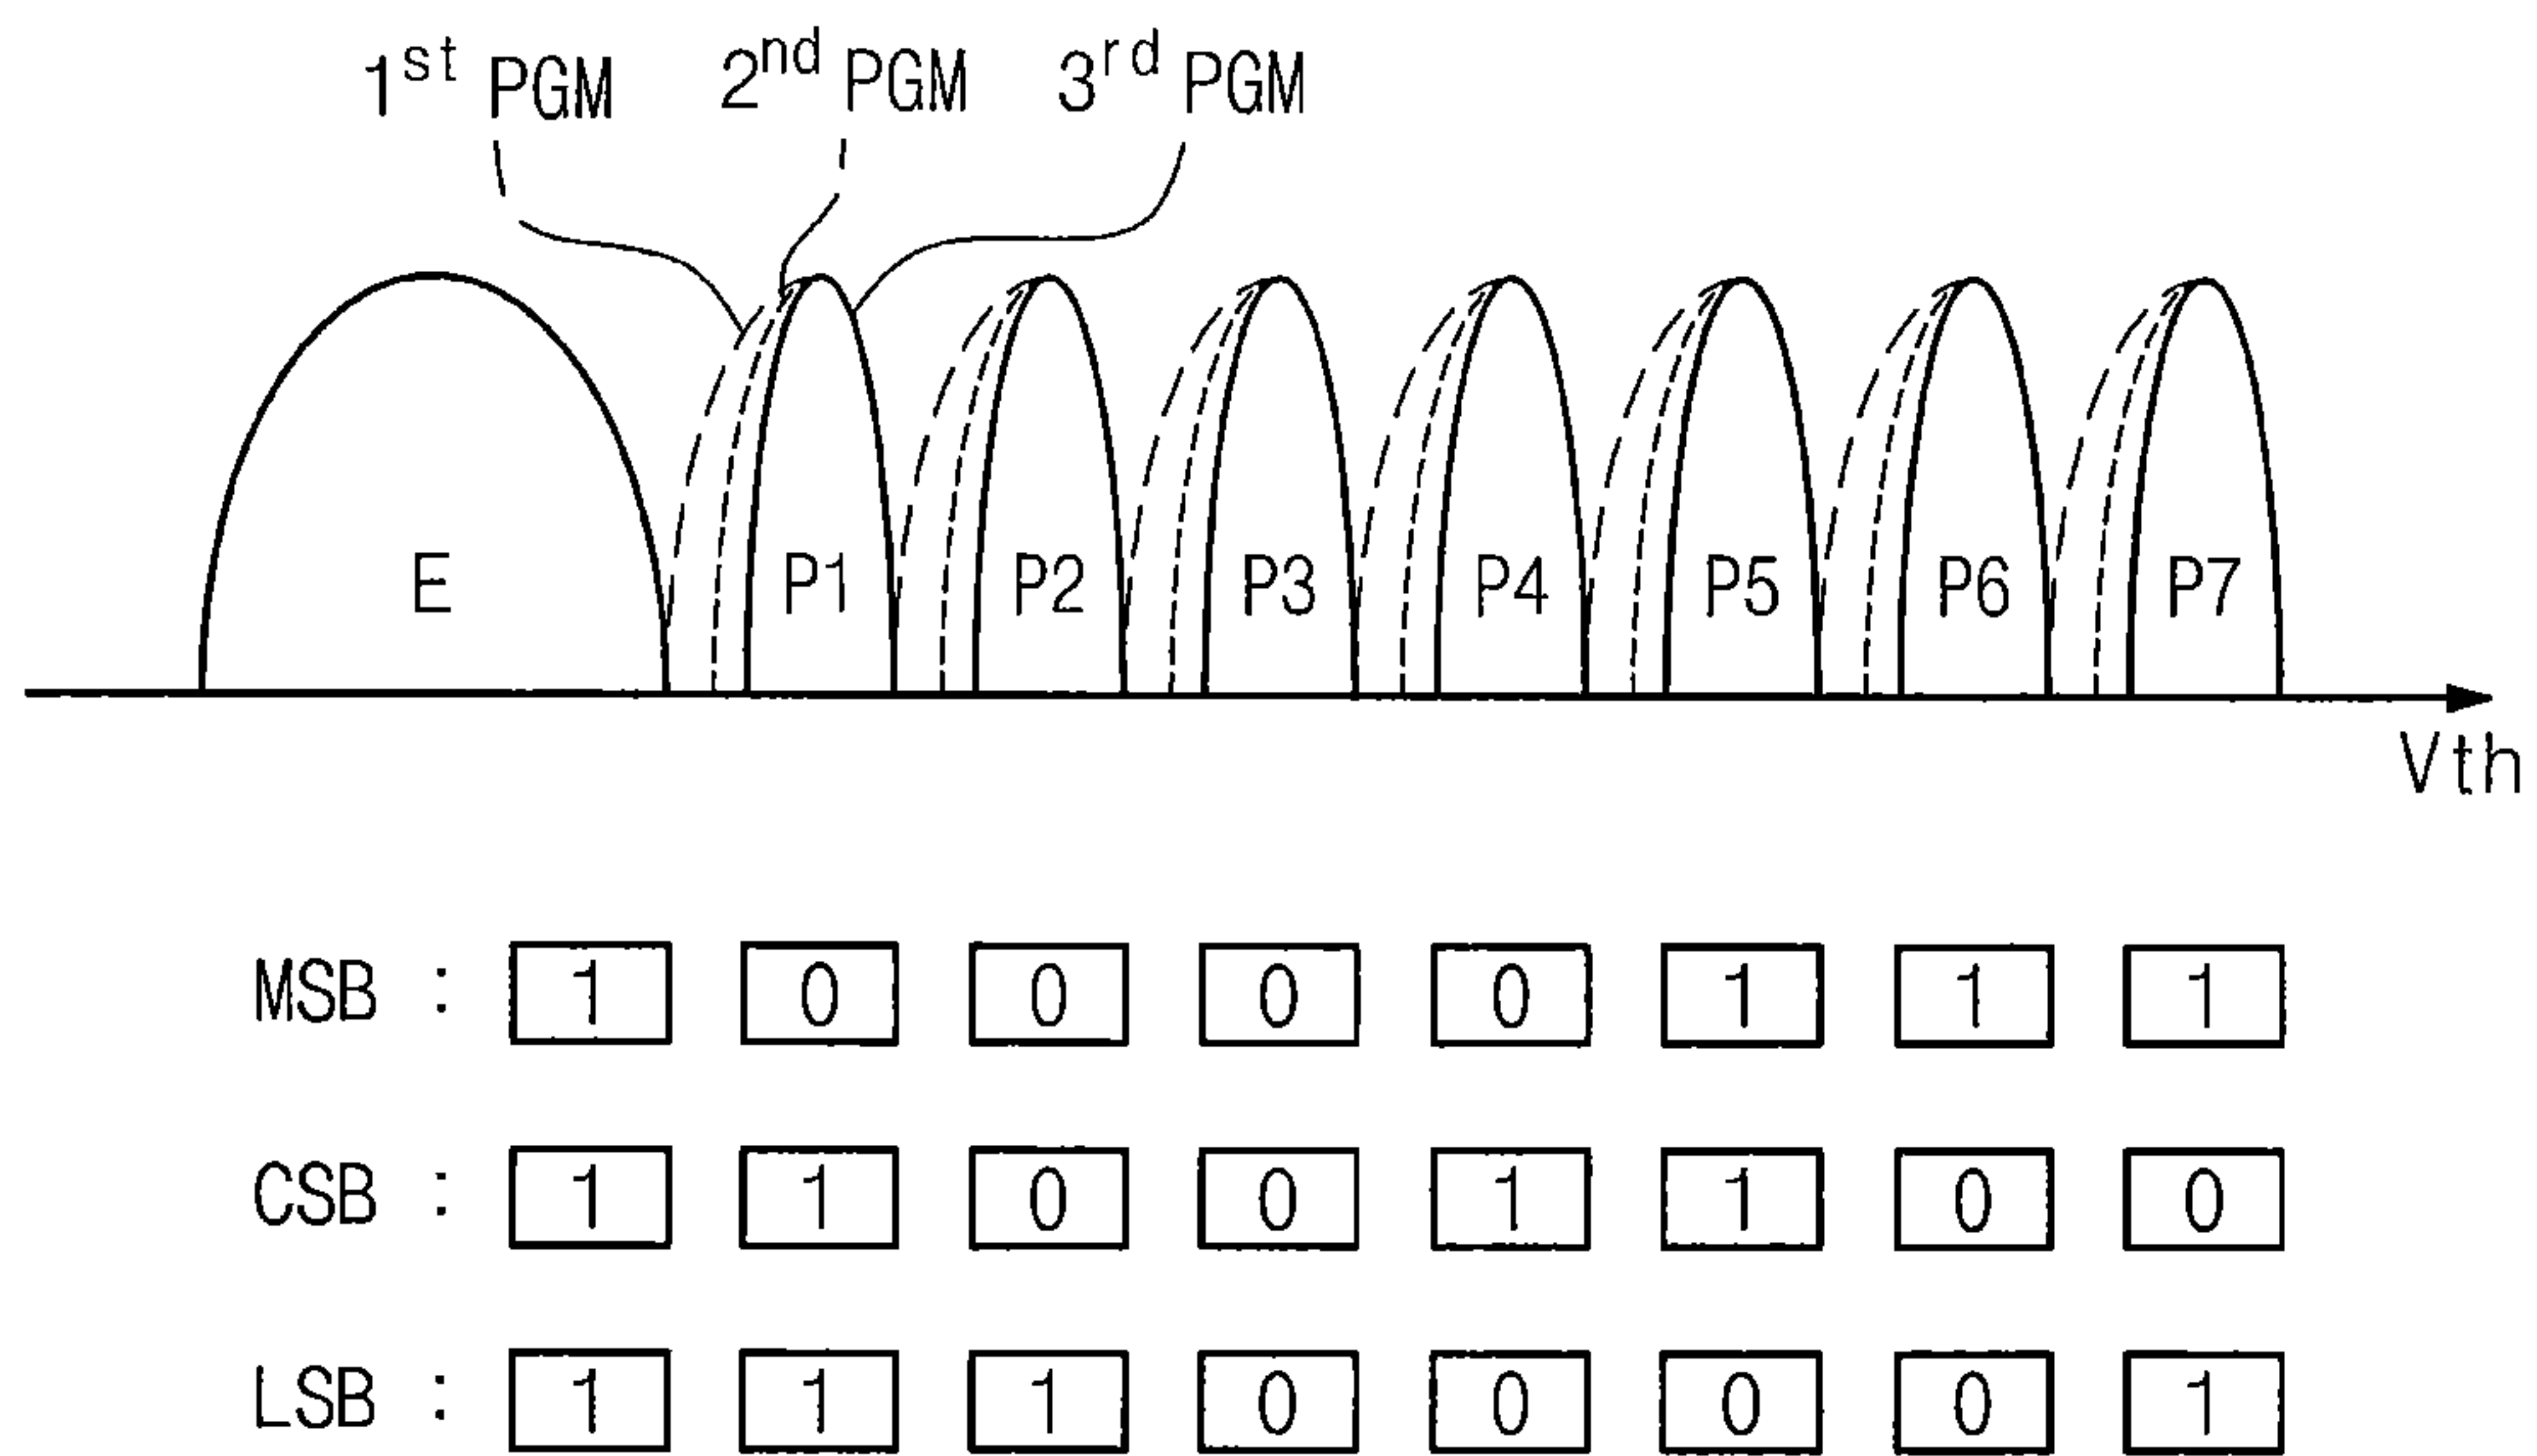 1st PGM 2nd PGM 3rd PGM
E P1 P2 P3 P4 P5 P6 P7
Vth
MSB : 1 0 0 0 0 1 1 1
CSB : 1 1 0 0 1 1 0 0
LSB : 1 1 1 0 0 0 0 1